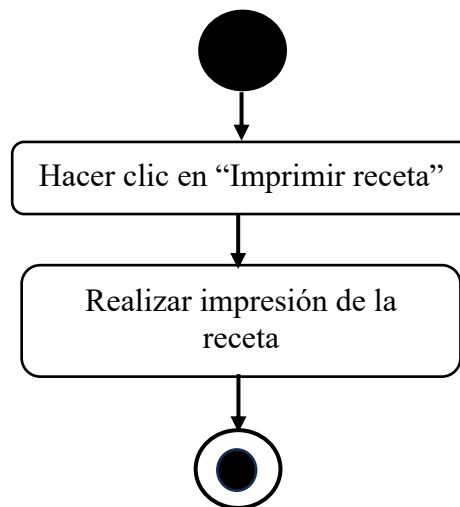 Hacer clic en “Imprimir receta”
Realizar impresión de la
receta